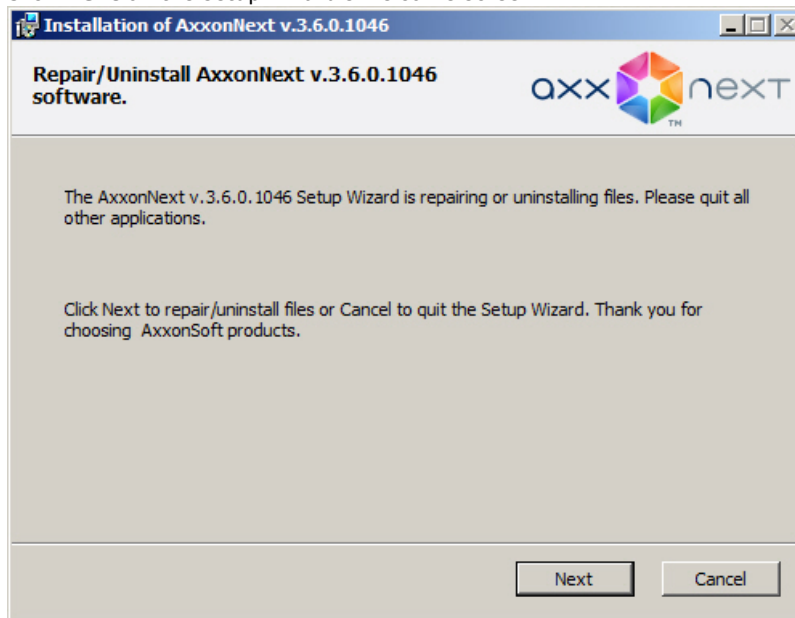 Installation of AxxonNext v.3.6.0.1046
Repair/Uninstall AxxonNext v.3.6.0.1046
software.
axx next
TM
The AxxonNext v.3.6.0.1046 Setup Wizard is repairing or uninstalling files. Please quit all
other applications.
Click Next to repair/uninstall files or Cancel to quit the Setup Wizard. Thank you for
choosing AxxonSoft products.
Next
Cancel